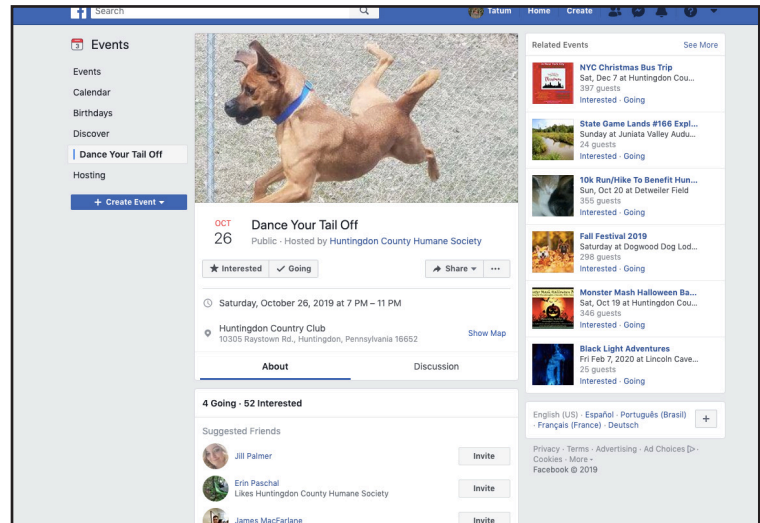 Search
Tatum
Home
Create
Events
Events
Calendar
Birthdays
Discover
Dance Your Tail Off
Hosting
+ Create Event
OCT
26
Dance Your Tail Off
Public · Hosted by Huntingdon County Humane Society
Interested
Going
Share
Saturday, October 26, 2019 at 7 PM – 11 PM
Huntingdon Country Club
10305 Raystown Rd., Huntingdon, Pennsylvania 16652
Show Map
About
Discussion
4 Going · 52 Interested
Suggested Friends
Jill Palmer
Invite
Erin Paschal
Likes Huntingdon County Humane Society
Invite
James MacFarlane
Invite
Related Events
See More
NYC Christmas Bus Trip
Sat, Dec 7 at Huntingdon Cou...
397 guests
Interested · Going
State Game Lands #166 Expl...
Sunday at Juniata Valley Audu...
24 guests
Interested · Going
10k Run/Hike To Benefit Hun...
Sun, Oct 20 at Detweiler Field
355 guests
Interested · Going
Fall Festival 2019
Saturday at Dogwood Dog Lod...
298 guests
Interested · Going
Monster Mash Halloween Ba...
Sat, Oct 19 at Huntingdon Cou...
346 guests
Interested · Going
Black Light Adventures
Fri Feb 7, 2020 at Lincoln Cave...
25 guests
Interested · Going
English (US) · Español · Português (Brasil)
· Français (France) · Deutsch
Privacy · Terms · Advertising · Ad Choices ·
Cookies · More
Facebook © 2019